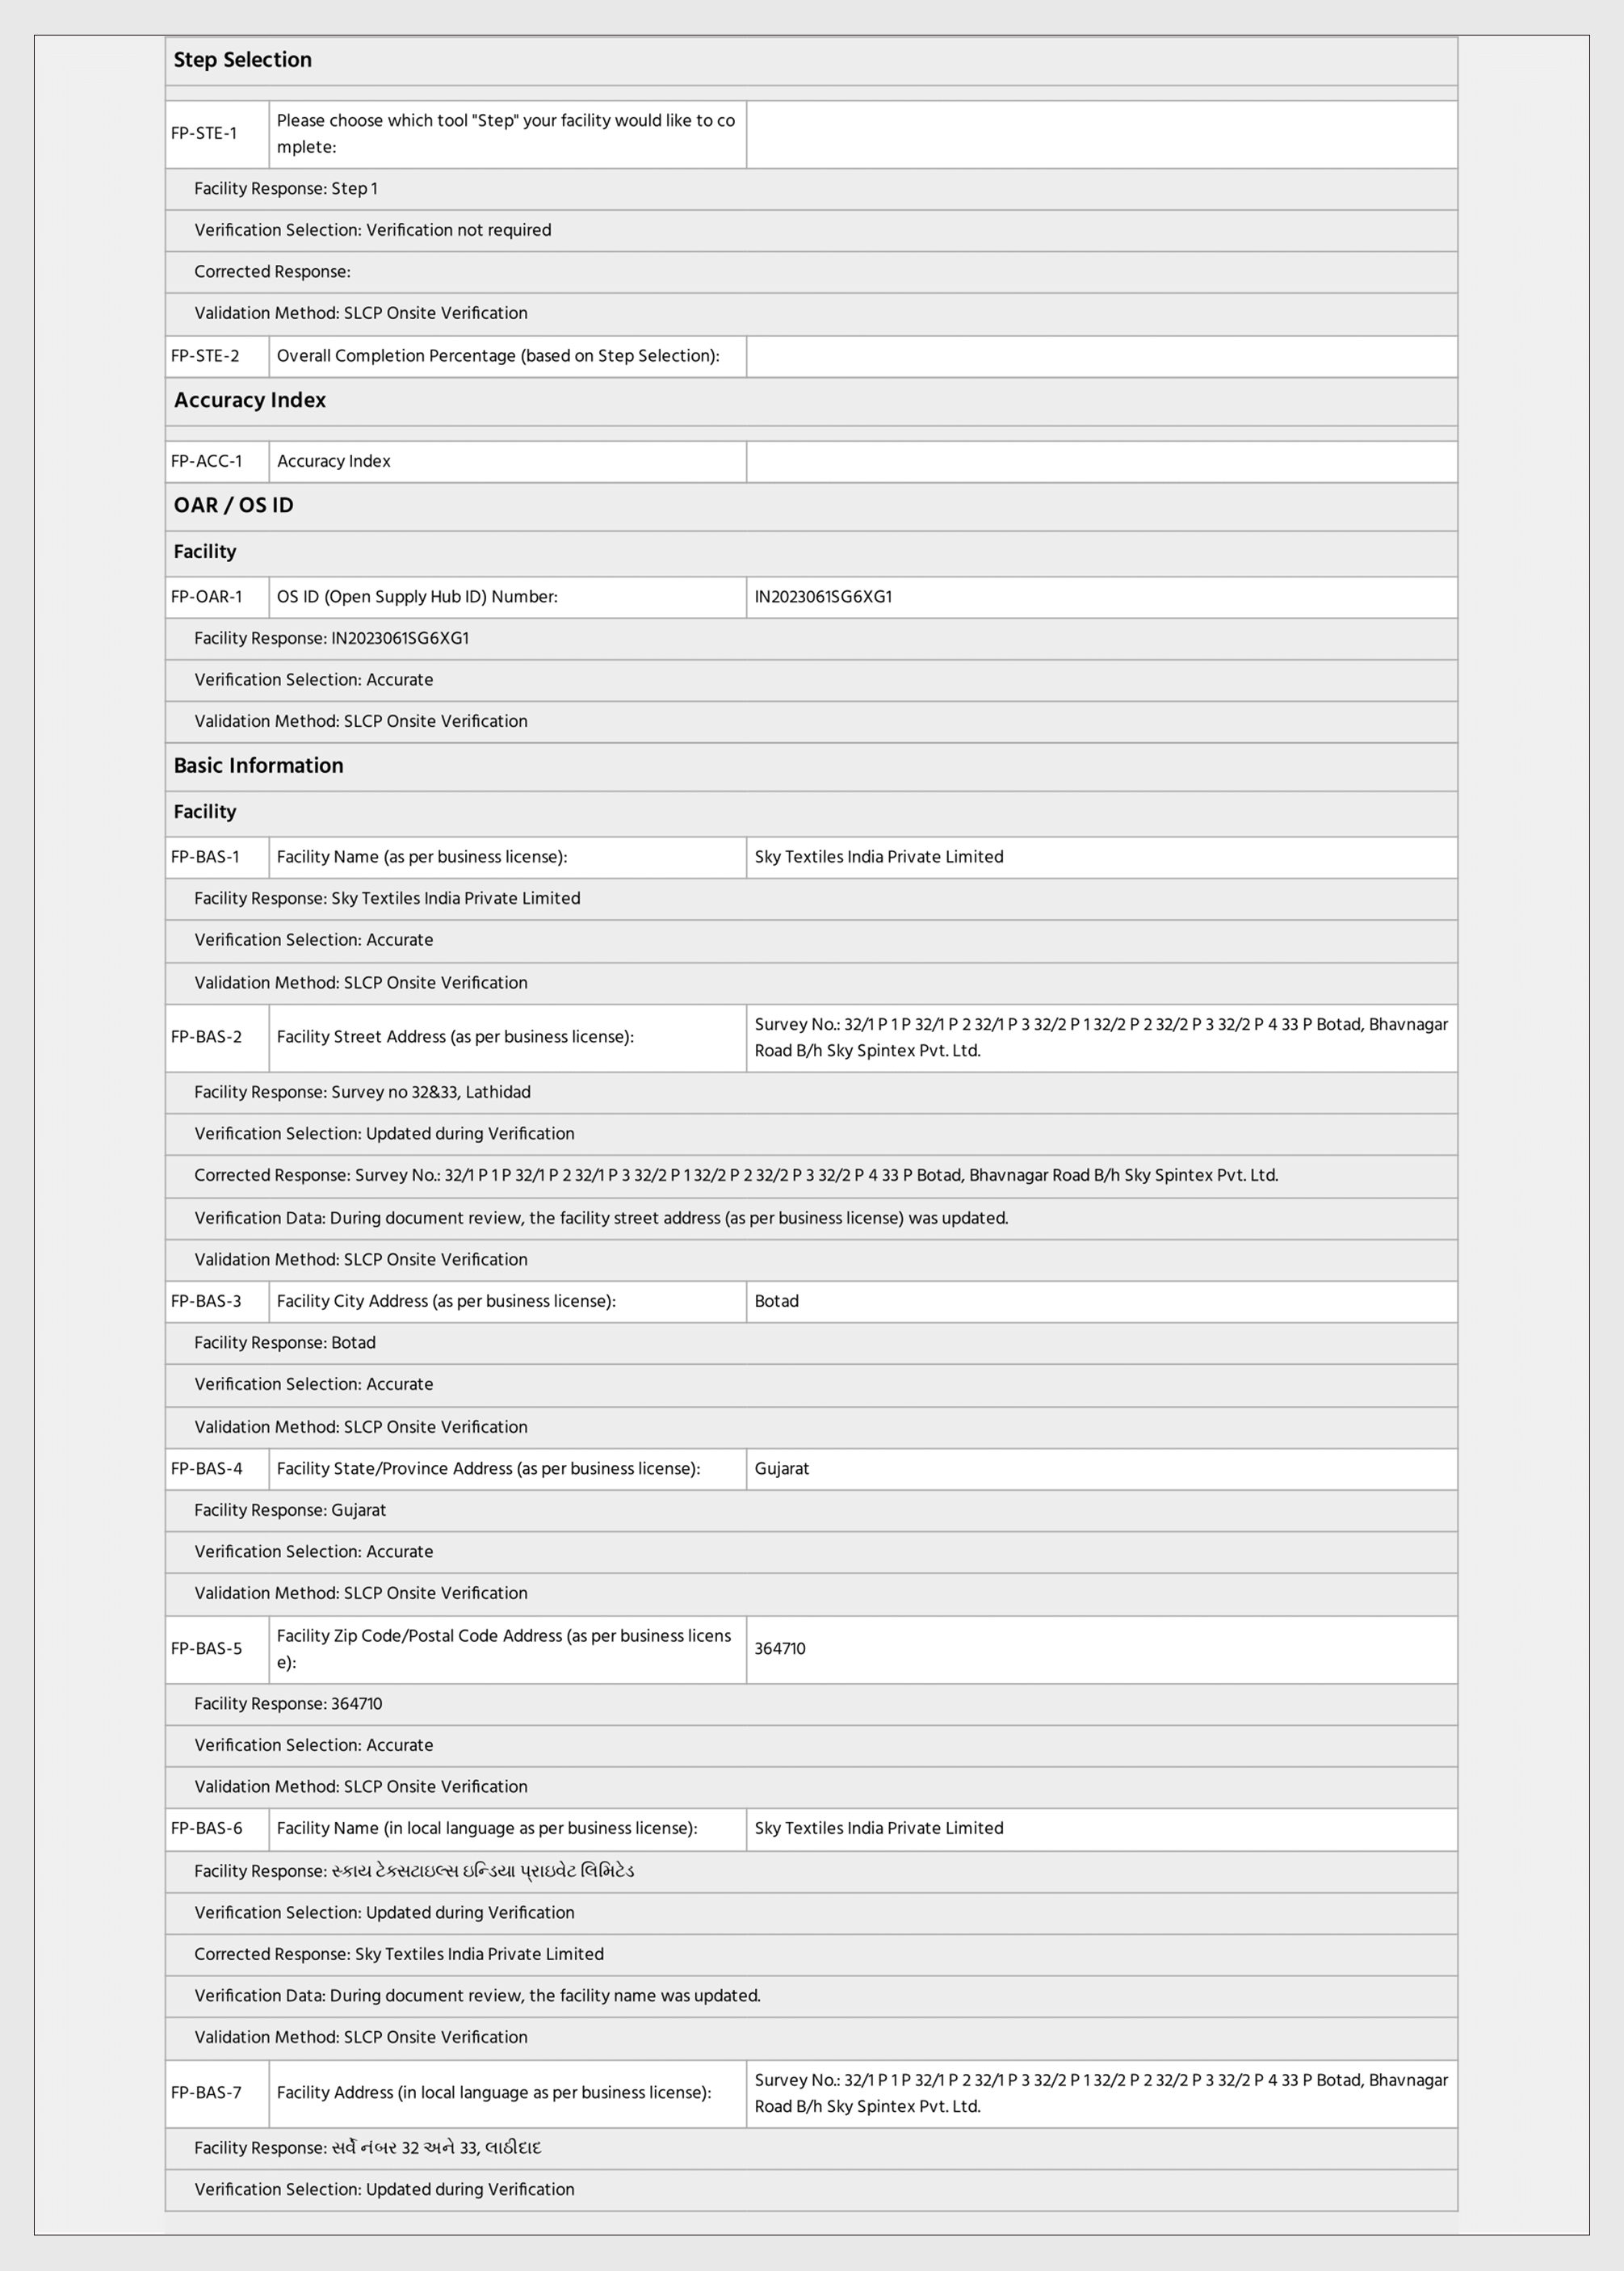 Step Selection
FP-STE-1
Please choose which tool "Step" your facility would like to co
mplete:
Facility Response: Step 1
Verification Selection: Verification not required
Corrected Response:
Validation Method: SLCP Onsite Verification
FP-STE-2 Overall Completion Percentage (based on Step Selection):
Accuracy Index
FP-ACC-1 Accuracy Index
OAR / OS ID
Facility
FP-OAR-1 OS ID (Open Supply Hub ID) Number: IN2023061SG6XG1
Facility Response: IN2023061SG6XG1
Verification Selection: Accurate
Validation Method: SLCP Onsite Verification
Basic Information
Facility
FP-BAS-1 Facility Name (as per business license): Sky Textiles India Private Limited
Facility Response: Sky Textiles India Private Limited
Verification Selection: Accurate
Validation Method: SLCP Onsite Verification
FP-BAS-2 Facility Street Address (as per business license):
Survey No.: 32/1 P 1 P 32/1 P 2 32/1 P 3 32/2 P 1 32/2 P 2 32/2 P 3 32/2 P 4 33 P Botad, Bhavnagar
Road B/h Sky Spintex Pvt. Ltd.
Facility Response: Survey no 32&33, Lathidad
Verification Selection: Updated during Verification
Corrected Response: Survey No.: 32/1 P 1 P 32/1 P 2 32/1 P 3 32/2 P 1 32/2 P 2 32/2 P 3 32/2 P 4 33 P Botad, Bhavnagar Road B/h Sky Spintex Pvt. Ltd.
Verification Data: During document review, the facility street address (as per business license) was updated.
Validation Method: SLCP Onsite Verification
FP-BAS-3 Facility City Address (as per business license): Botad
Facility Response: Botad
Verification Selection: Accurate
Validation Method: SLCP Onsite Verification
FP-BAS-4 Facility State/Province Address (as per business license): Gujarat
Facility Response: Gujarat
Verification Selection: Accurate
Validation Method: SLCP Onsite Verification
FP-BAS-5
Facility Zip Code/Postal Code Address (as per business licens
e):
364710
Facility Response: 364710
Verification Selection: Accurate
Validation Method: SLCP Onsite Verification
FP-BAS-6 Facility Name (in local language as per business license): Sky Textiles India Private Limited
Facility Response: સ્કાય ટેક્સટાઇલ્સ ઇન્ડિયા પ્રાઇવેટ લિમિટેડ
Verification Selection: Updated during Verification
Corrected Response: Sky Textiles India Private Limited
Verification Data: During document review, the facility name was updated.
Validation Method: SLCP Onsite Verification
FP-BAS-7 Facility Address (in local language as per business license):
Survey No.: 32/1 P 1 P 32/1 P 2 32/1 P 3 32/2 P 1 32/2 P 2 32/2 P 3 32/2 P 4 33 P Botad, Bhavnagar
Road B/h Sky Spintex Pvt. Ltd.
Facility Response: સર્વે નંબર 32 અને 33, લાઠીદાદ
Verification Selection: Updated during Verification